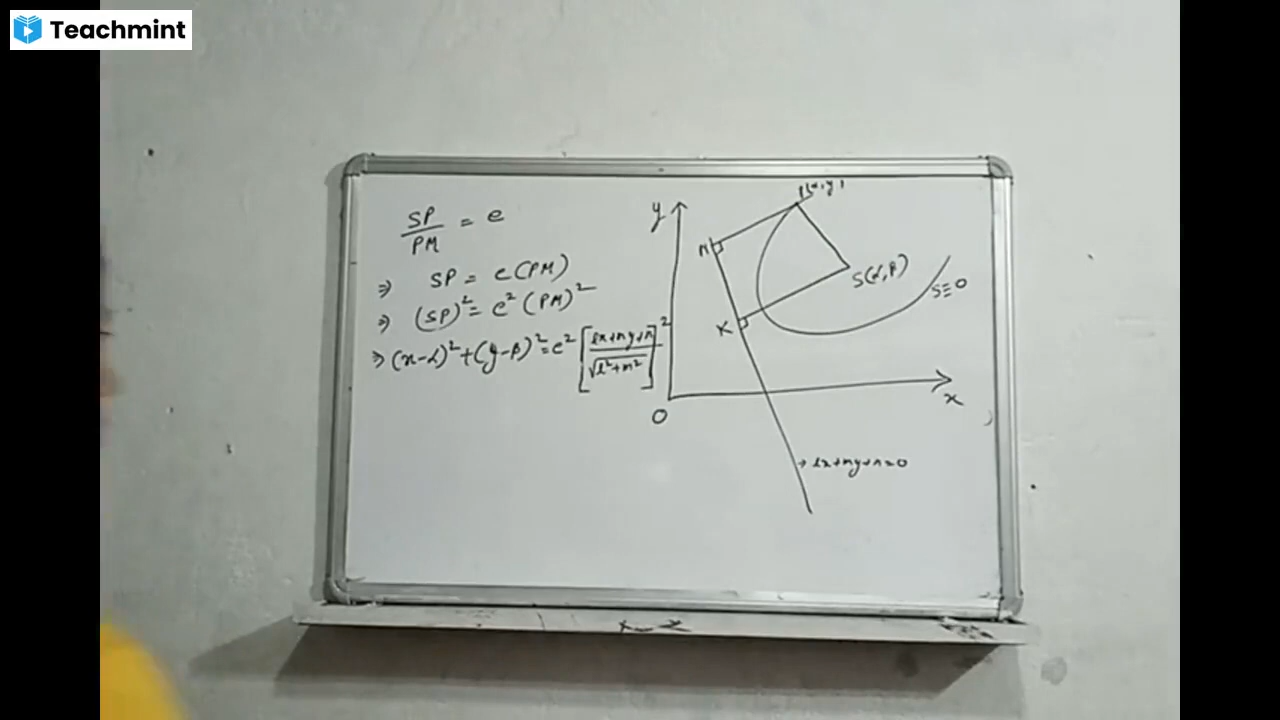 Teachmint
SP/PM = e
⇒ SP = e(PM)
⇒ (SP)² = e² (PM)²
⇒ (x-α)² + (y-β)² = e² [lx+my+n/√l²+m²]²
y
P(x,y)
M
S(α,β)
S≡0
K
O
x
→ lx+my+n=0